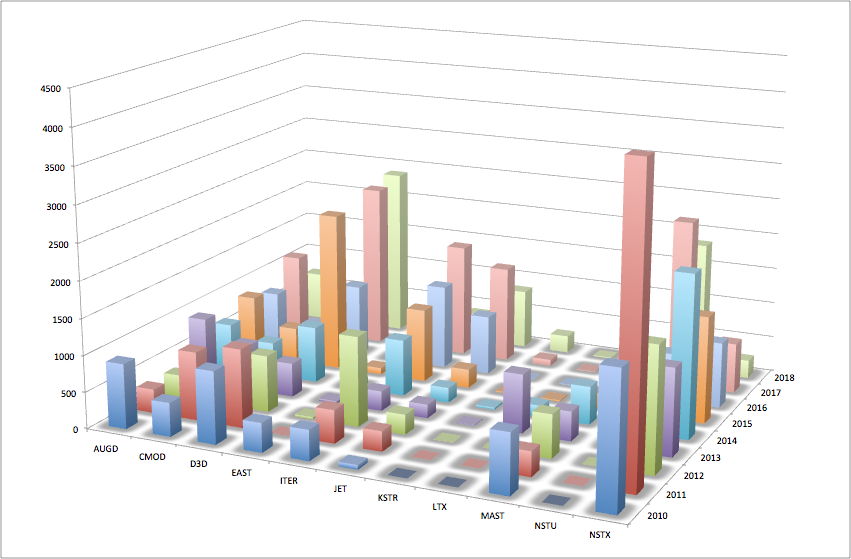 4500
4000
3500
3000
2500
2000
1500
1000
500
0
AUGD
CMOD
D3D
EAST
ITER
JET
KSTR
LTX
MAST
NSTU
NSTX
2018
2017
2016
2015
2014
2013
2012
2011
2010